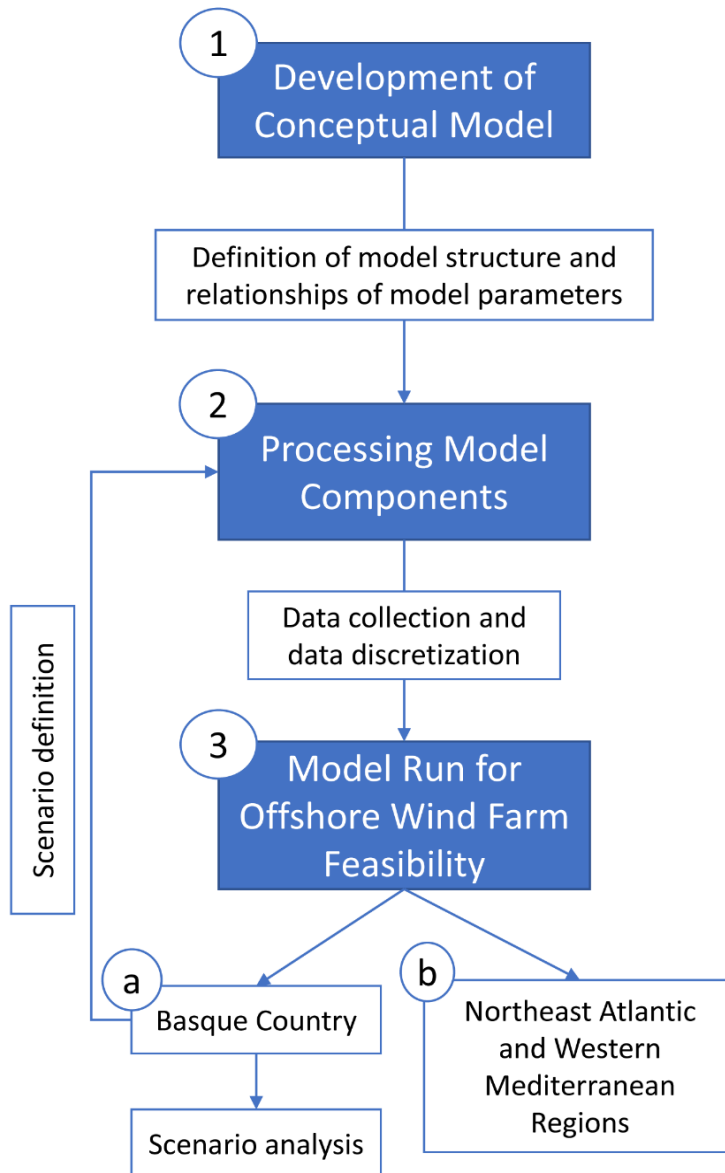 1
Development of
Conceptual Model
Definition of model structure and
relationships of model parameters
2
Processing Model
Components
Data collection and
data discretization
Scenario definition
3
Model Run for
Offshore Wind Farm
Feasibility
a
Basque Country
b
Northeast Atlantic
and Western
Mediterranean
Regions
Scenario analysis